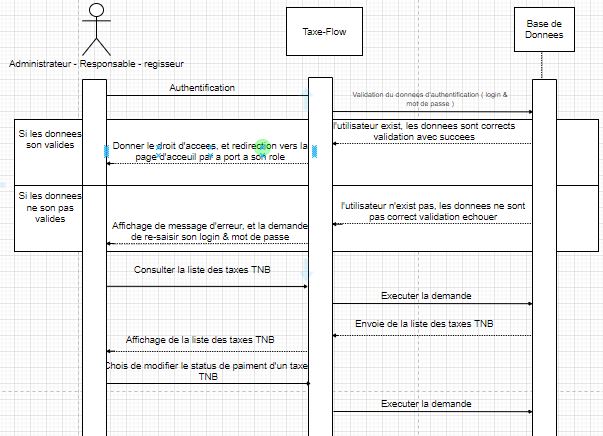 Taxe-Flow
Base de
Donnees
Administrateur - Responsable - regisseur
Authentification
Validation du donnees d'authentification ( login &
mot de passe )
Si les donnees
son valides
l'utilisateur exist, les donnees sont corrects
validation avec succees
Donner le droit d'accees, et redirection vers la
page d'acceuil par a port a son role
Si les donnees
ne son pas
valides
l'utilisateur n'exist pas, les donnees ne sont
pas correct validation echouer
Affichage de message d'erreur, et la demande
de re-saisir son login & mot de passe
Consulter la liste des taxes TNB
Executer la demande
Envoie de la liste des taxes TNB
Affichage de la liste des taxes TNB
Chois de modifier le status de paiment d'un taxe
TNB
Executer la demande